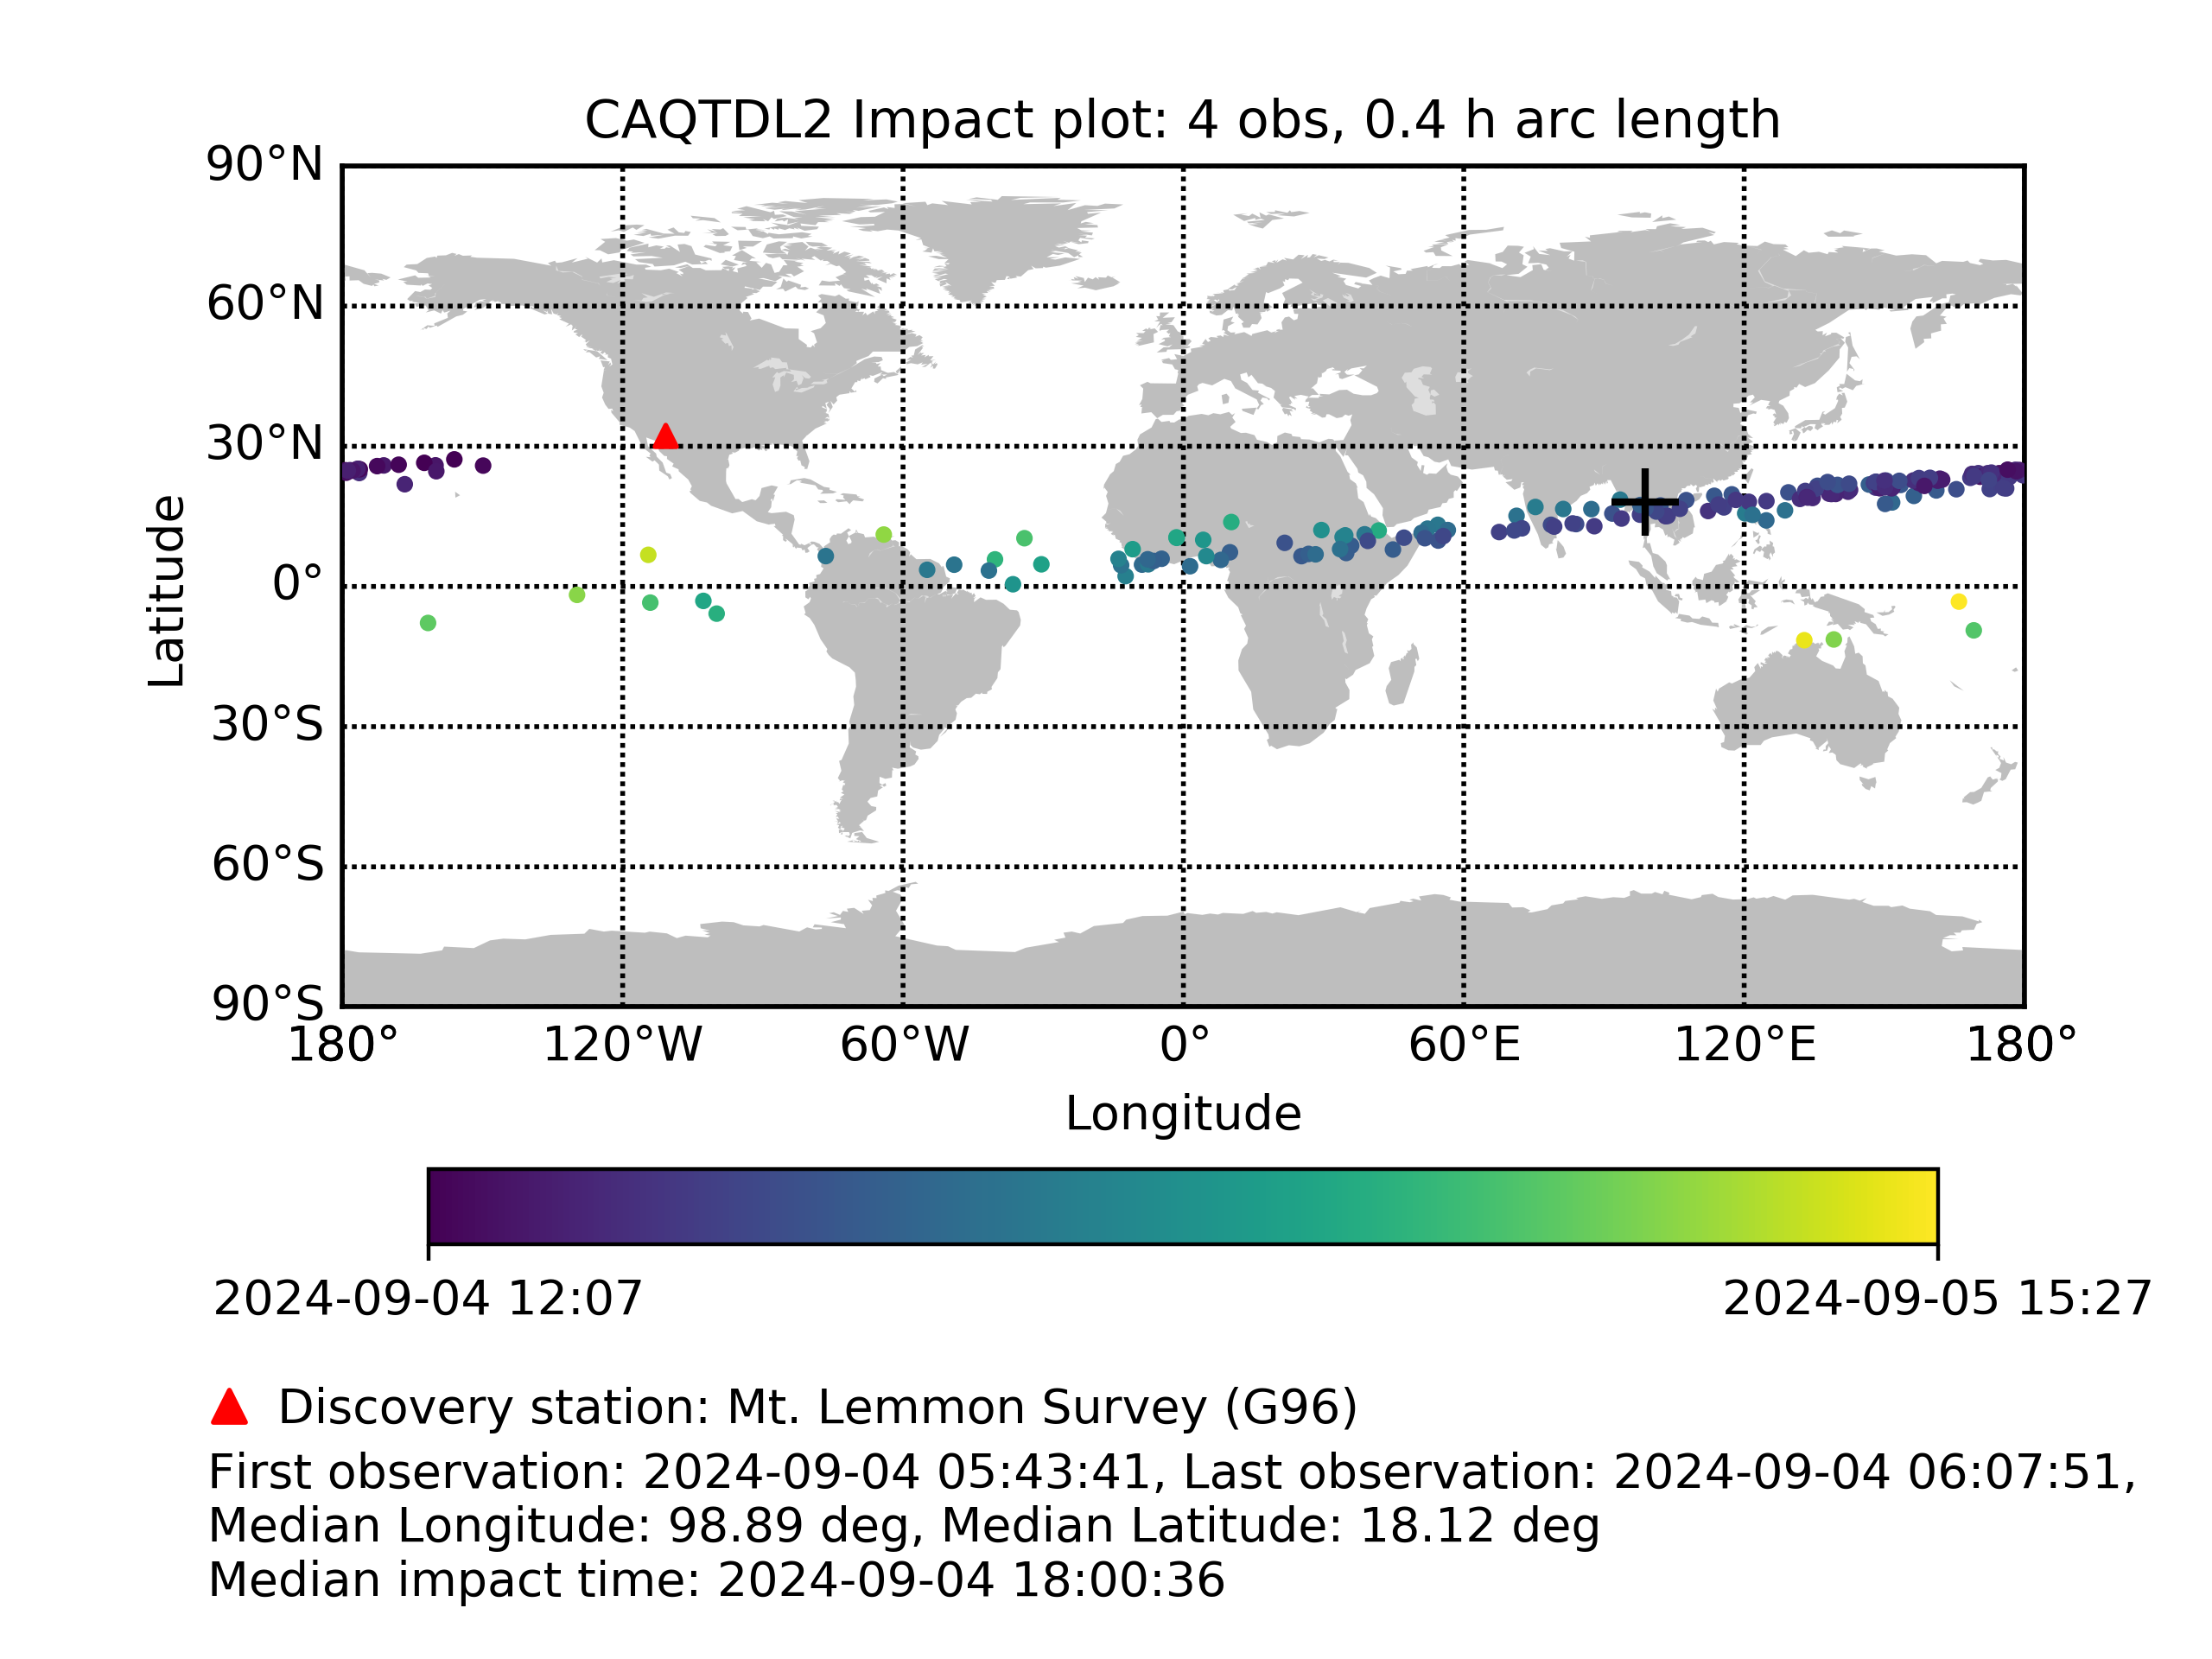 CAQTDL2 Impact plot: 4 obs, 0.4 h arc length
90°N
60°N
30°N
0°
30°S
60°S
90°S
Latitude
180°
120°W
60°W
0°
60°E
120°E
180°
Longitude
2024-09-04 12:07
2024-09-05 15:27
Discovery station: Mt. Lemmon Survey (G96)
First observation: 2024-09-04 05:43:41, Last observation: 2024-09-04 06:07:51,
Median Longitude: 98.89 deg, Median Latitude: 18.12 deg
Median impact time: 2024-09-04 18:00:36